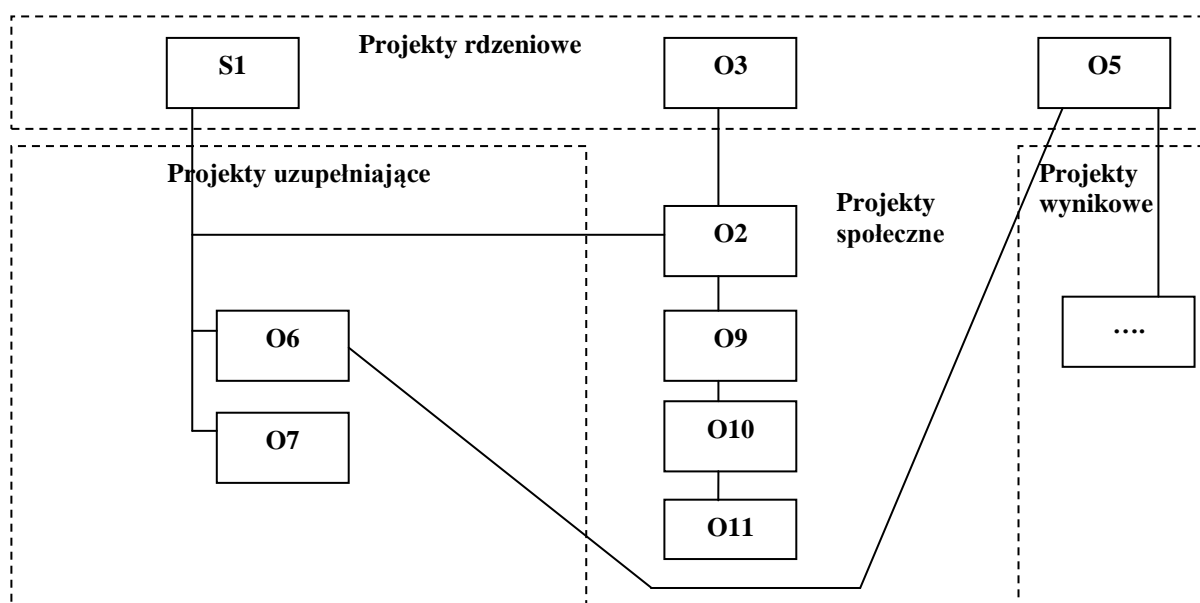 Projekty rdzeniowe
S1
O3
O5
Projekty uzupełniające
Projekty
społeczne
Projekty
wynikowe
O2
O6
O9
....
O7
O10
O11